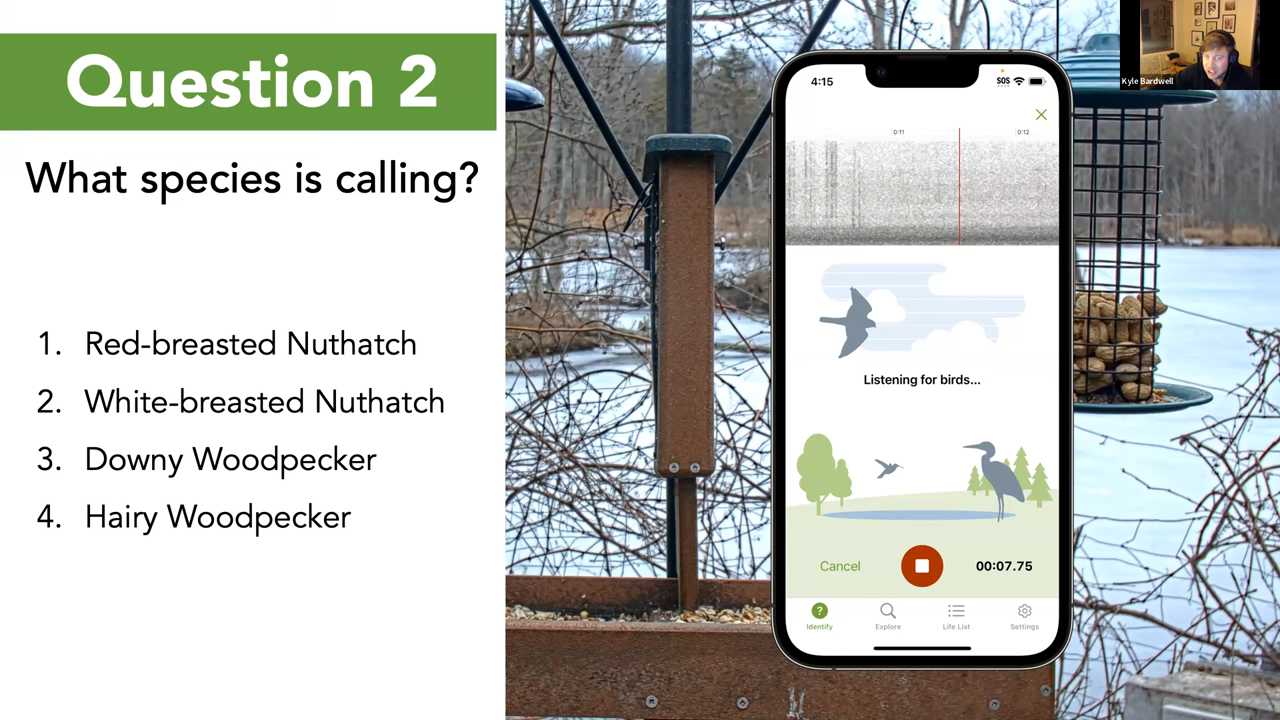 Question 2
What species is calling?
1. Red-breasted Nuthatch
2. White-breasted Nuthatch
3. Downy Woodpecker
4. Hairy Woodpecker
4:15
SOS
0:11
0:12
Listening for birds...
Cancel
00:07.75
?
Identify
Explore
Life List
Settings
Kyle Bardwell